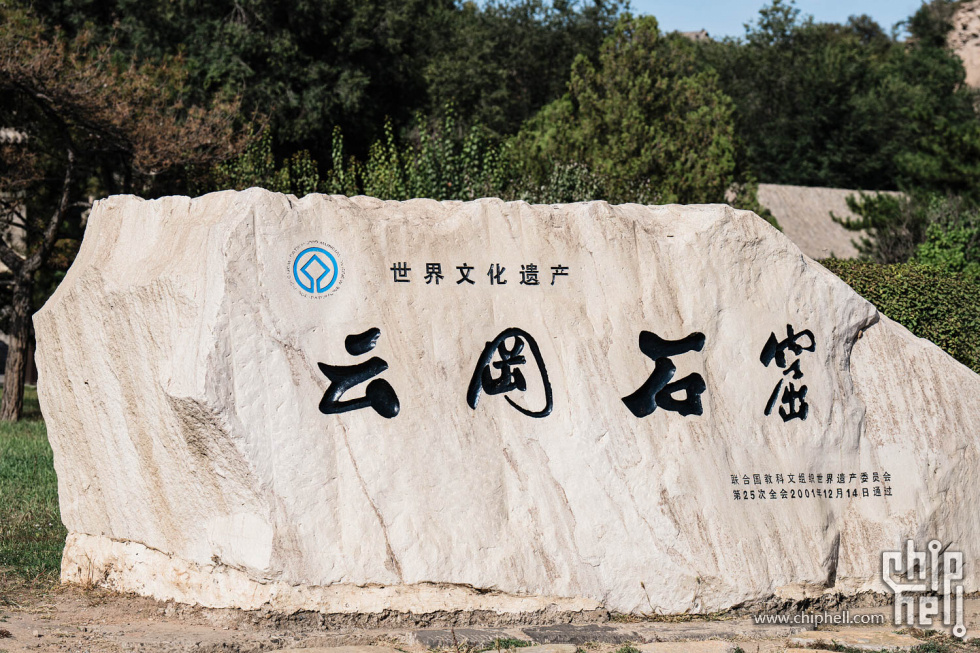 世界文化遗产
云冈石窟
联合国教科文组织世界遗产委员会
第25次全会2001年12月14日通过
www.chiphell.com
chip hell